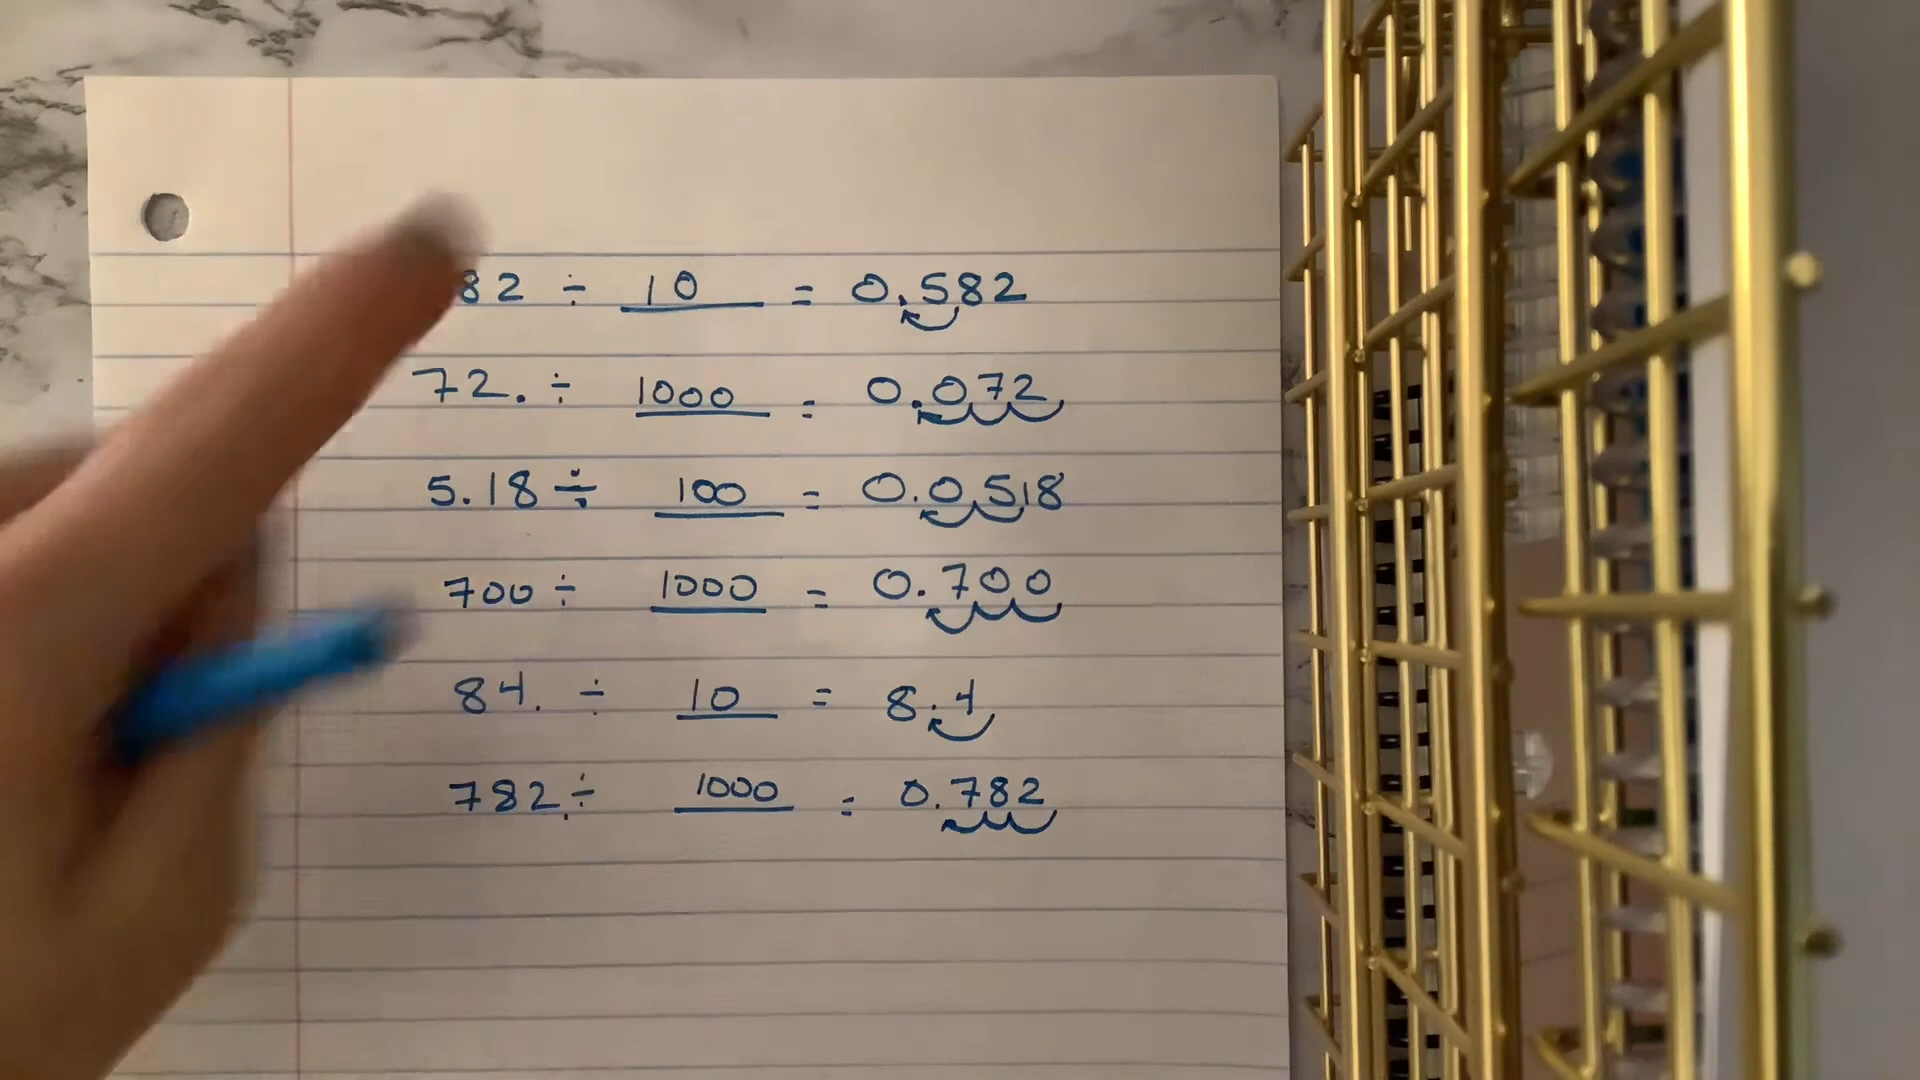 82 ÷ 10 = 0.582
72. ÷ 1000 = 0.072
5.18 ÷ 100 = 0.0518
700 ÷ 1000 = 0.700
84. ÷ 10 = 8.4
782. ÷ 1000 = 0.782